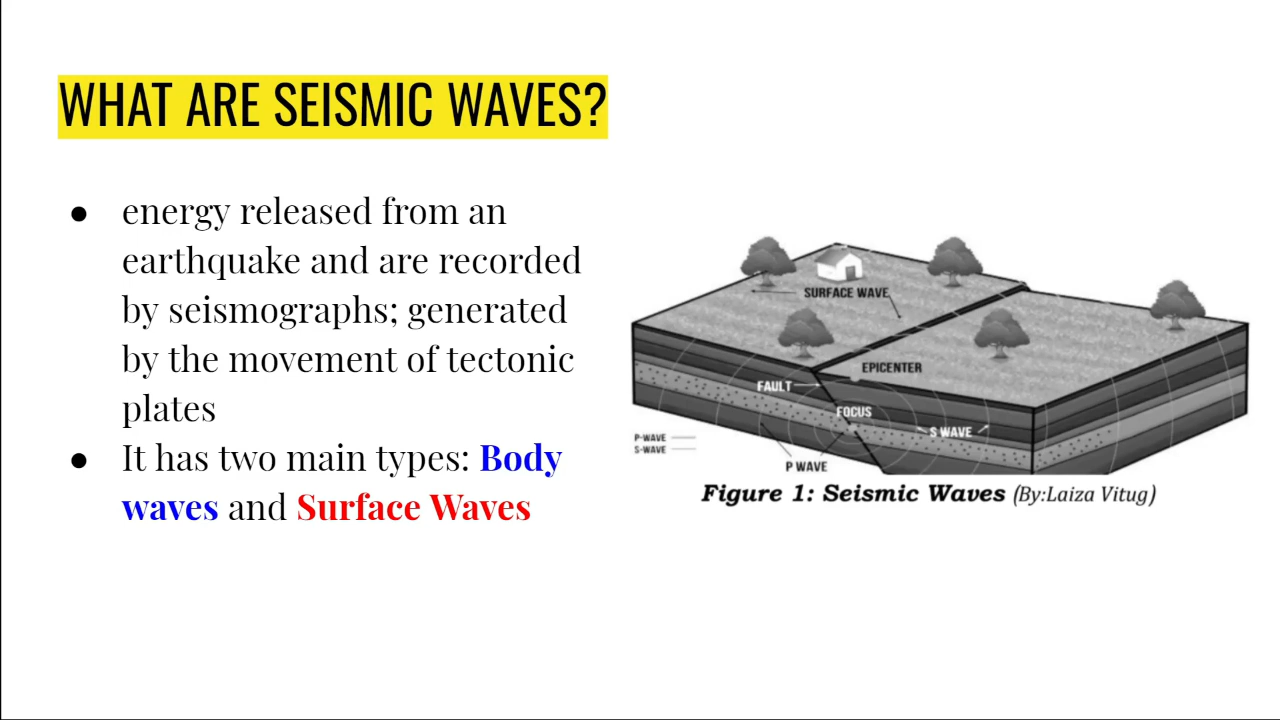 WHAT ARE SEISMIC WAVES?
● energy released from an
earthquake and are recorded
by seismographs; generated
by the movement of tectonic
plates
● It has two main types: Body
waves and Surface Waves
SURFACE WAVE
EPICENTER
FAULT
FOCUS
S WAVE
P-WAVE
S-WAVE
P WAVE
Figure 1: Seismic Waves (By:Laiza Vitug)